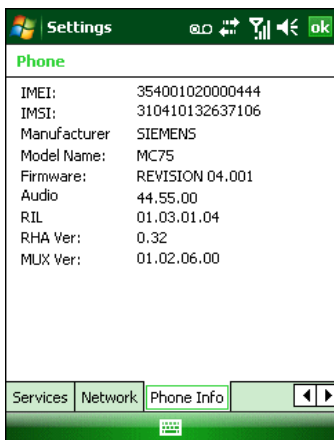 Settings
ok
Phone
IMEI: 354001020000444
IMSI: 310410132637106
Manufacturer SIEMENS
Model Name: MC75
Firmware: REVISION 04.001
Audio 44.55.00
RIL 01.03.01.04
RHA Ver: 0.32
MUX Ver: 01.02.06.00
Services Network Phone Info